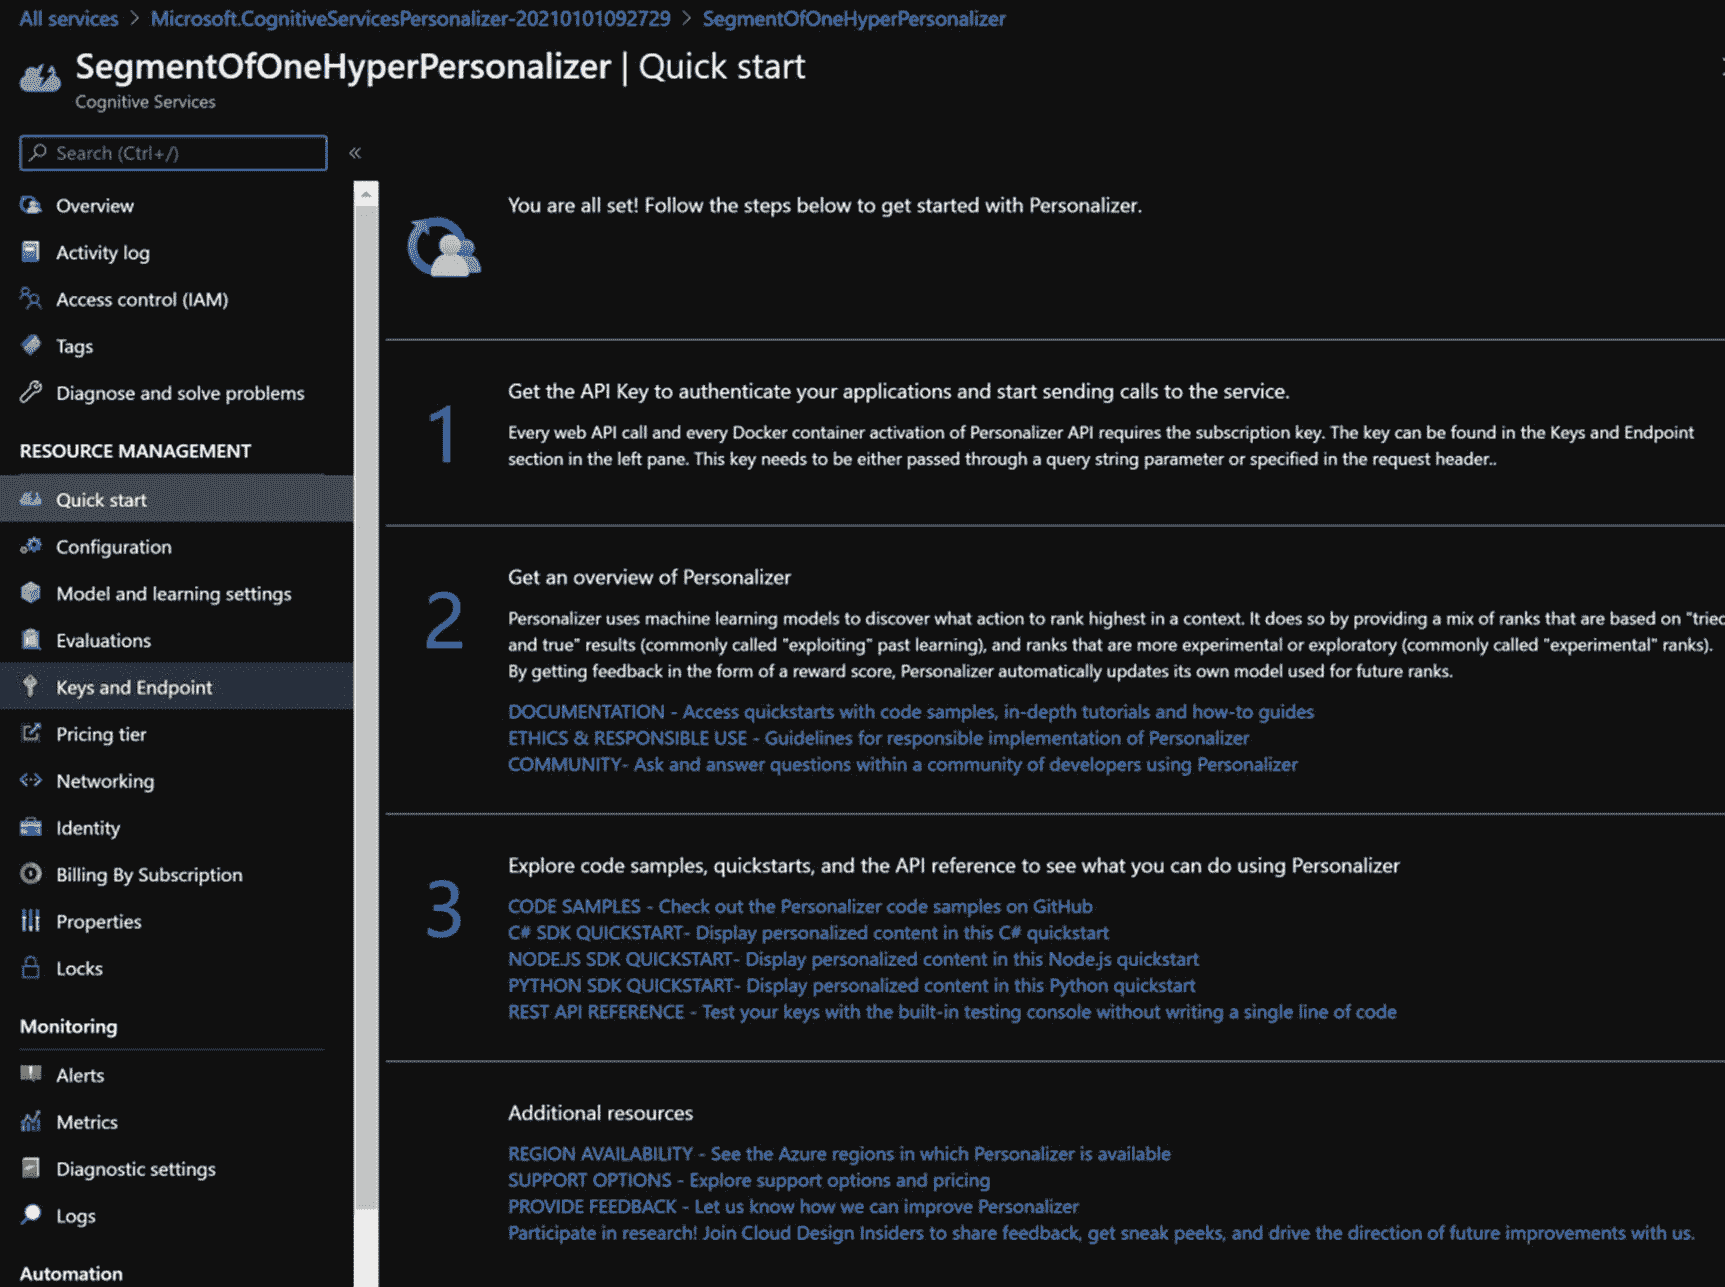 All services > Microsoft.CognitiveServicesPersonalizer-20210101092729 > SegmentOfOneHyperPersonalizer
SegmentOfOneHyperPersonalizer | Quick start
Cognitive Services
Search (Ctrl+/)
«
Overview
Activity log
Access control (IAM)
Tags
Diagnose and solve problems
RESOURCE MANAGEMENT
Quick start
Configuration
Model and learning settings
Evaluations
Keys and Endpoint
Pricing tier
Networking
Identity
Billing By Subscription
Properties
Locks
Monitoring
Alerts
Metrics
Diagnostic settings
Logs
Automation
You are all set! Follow the steps below to get started with Personalizer.
1
Get the API Key to authenticate your applications and start sending calls to the service.
Every web API call and every Docker container activation of Personalizer API requires the subscription key. The key can be found in the Keys and Endpoint
section in the left pane. This key needs to be either passed through a query string parameter or specified in the request header..
2
Get an overview of Personalizer
Personalizer uses machine learning models to discover what action to rank highest in a context. It does so by providing a mix of ranks that are based on "tried
and true" results (commonly called "exploiting" past learning), and ranks that are more experimental or exploratory (commonly called "experimental" ranks).
By getting feedback in the form of a reward score, Personalizer automatically updates its own model used for future ranks.
DOCUMENTATION - Access quickstarts with code samples, in-depth tutorials and how-to guides
ETHICS & RESPONSIBLE USE - Guidelines for responsible implementation of Personalizer
COMMUNITY- Ask and answer questions within a community of developers using Personalizer
3
Explore code samples, quickstarts, and the API reference to see what you can do using Personalizer
CODE SAMPLES - Check out the Personalizer code samples on GitHub
C# SDK QUICKSTART- Display personalized content in this C# quickstart
NODE.JS SDK QUICKSTART- Display personalized content in this Node.js quickstart
PYTHON SDK QUICKSTART- Display personalized content in this Python quickstart
REST API REFERENCE - Test your keys with the built-in testing console without writing a single line of code
Additional resources
REGION AVAILABILITY - See the Azure regions in which Personalizer is available
SUPPORT OPTIONS - Explore support options and pricing
PROVIDE FEEDBACK - Let us know how we can improve Personalizer
Participate in research! Join Cloud Design Insiders to share feedback, get sneak peeks, and drive the direction of future improvements with us.